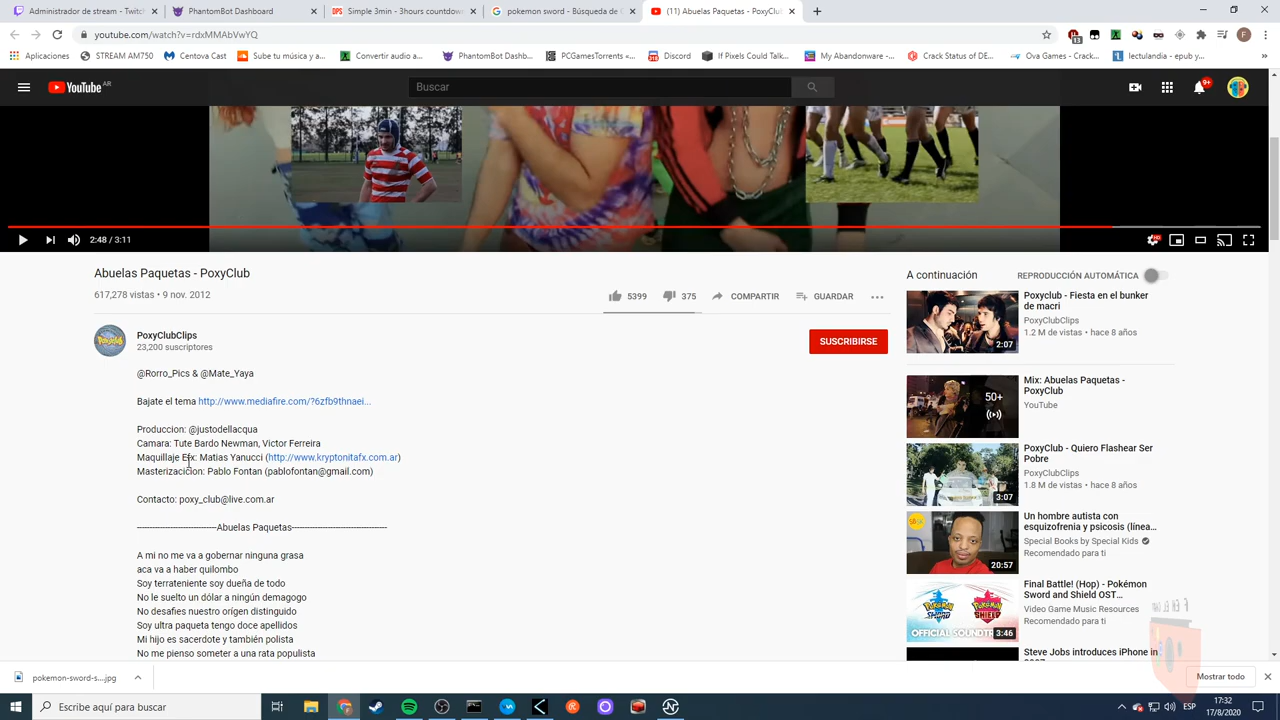 Administrador de stream - Twitch
PhantomBot Dashboard
Simple 3min - 3hours countdown
pokemon sword - Búsqueda de
(11) Abuelas Paquetas - PoxyClub
youtube.com/watch?v=rdxMMAbVwYQ
Aplicaciones
STREAM AM750
Centova Cast
Sube tu música y a...
Convertir audio a...
PhantomBot Dashb...
PCGamesTorrents «...
Discord
If Pixels Could Talk...
My Abandonware -...
Crack Status of DE...
Ova Games - Crack...
lectulandia - epub y...
YouTube AR
Buscar
9+
2:48 / 3:11
HD
Abuelas Paquetas - PoxyClub
617,278 vistas • 9 nov. 2012
5399
375
COMPARTIR
GUARDAR
PoxyClubClips
23,200 suscriptores
SUSCRIBIRSE
@Rorro_Pics & @Mate_Yaya
Bajate el tema http://www.mediafire.com/?6zfb9thnaei...
Produccion: @justodellacqua
Camara: Tute Bardo Newman, Victor Ferreira
Maquillaje Efx: Matias Yanucci (http://www.kryptonitafx.com.ar)
Masterizacicion: Pablo Fontan (pablofontan@gmail.com)
Contacto: poxy_club@live.com.ar
--------------------------------Abuelas Paquetas--------------------------------------
A mi no me va a gobernar ninguna grasa
aca va a haber quilombo
Soy terrateniente soy dueña de todo
No le suelto un dólar a ningún demagogo
No desafies nuestro orígen distinguido
Soy ultra paqueta tengo doce apellidos
Mi hijo es sacerdote y también polista
No me pienso someter a una rata populista
A continuación
REPRODUCCIÓN AUTOMÁTICA
Poxyclub - Fiesta en el bunker
de macri
PoxyClubClips
1.2 M de vistas • hace 8 años
2:07
Mix: Abuelas Paquetas -
PoxyClub
YouTube
50+
PoxyClub - Quiero Flashear Ser
Pobre
PoxyClubClips
1.8 M de vistas • hace 8 años
3:07
Un hombre autista con
esquizofrenia y psicosis (línea...
Special Books by Special Kids
Recomendado para ti
20:57
Final Battle! (Hop) - Pokémon
Sword and Shield OST...
Video Game Music Resources
Recomendado para ti
OFFICIAL SOUNDTR
3:46
Steve Jobs introduces iPhone in
pokemon-sword-s....jpg
Mostrar todo
Escribe aquí para buscar
ESP
17:32
17/8/2020